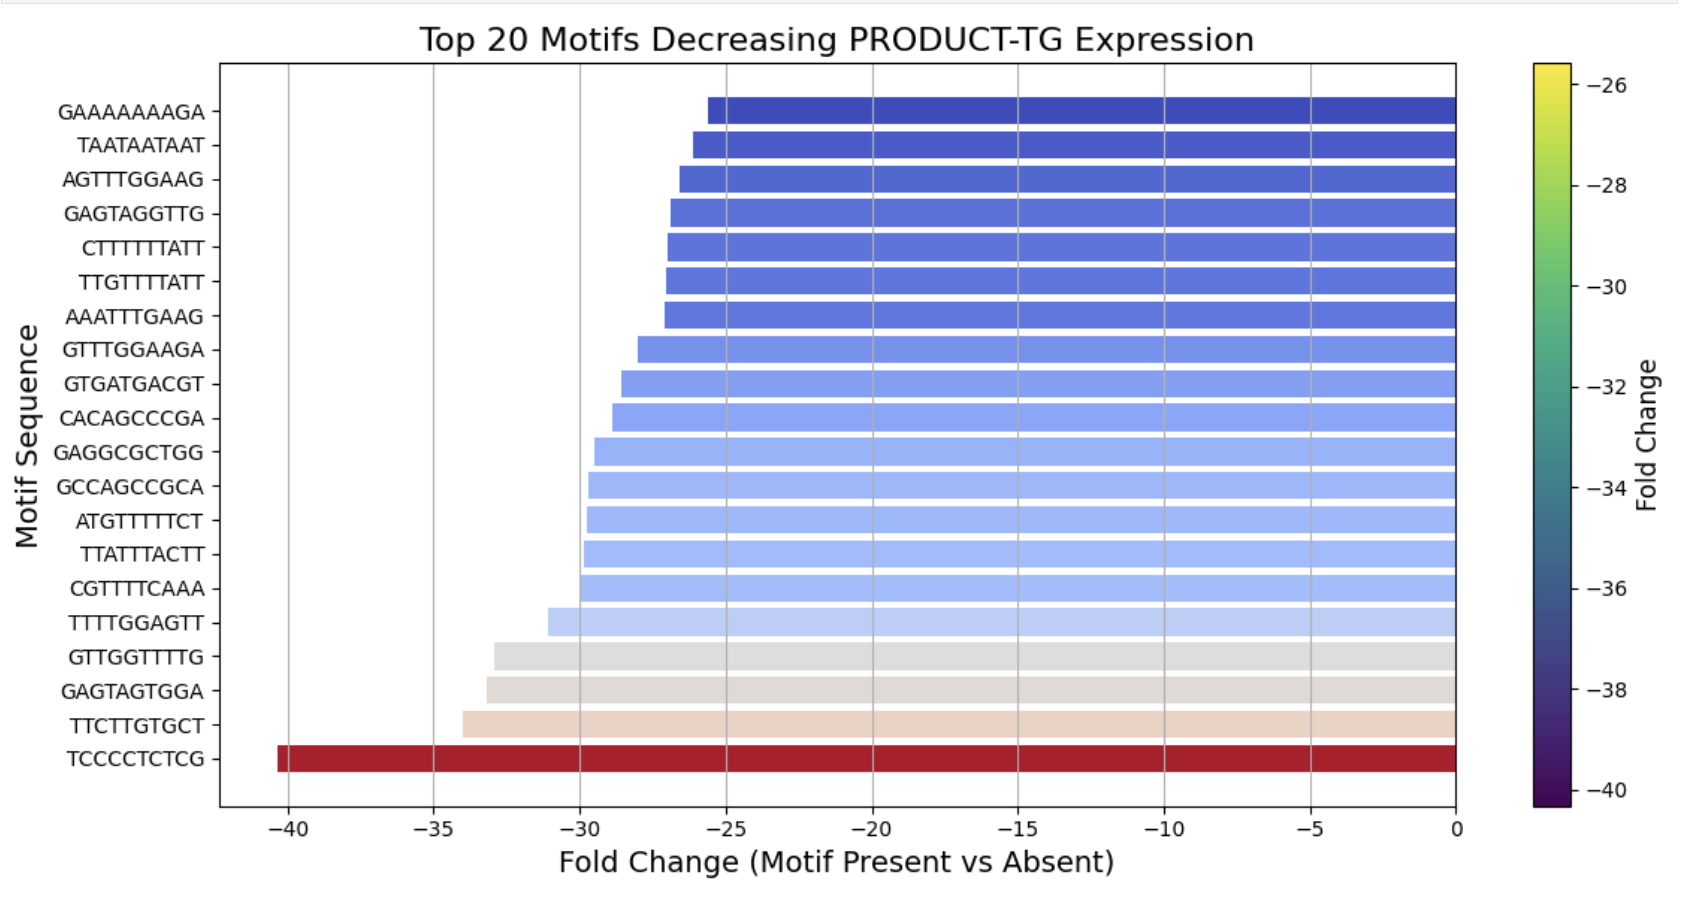 Top 20 Motifs Decreasing PRODUCT-TG Expression
Motif Sequence
GAAAAAAAGA
TAATAATAAT
AGTTTGGAAG
GAGTAGGTTG
CTTTTTTATT
TTGTTTTATT
AAATTTGAAG
GTTTGGAAGA
GTGATGACGT
CACAGCCCGA
GAGGCGCTGG
GCCAGCCGCA
ATGTTTTTCT
TTATTTACTT
CGTTTTCAAA
TTTTGGAGTT
GTTGGTTTTG
GAGTAGTGGA
TTCTTGTGCT
TCCCCTCTCG
−40 −35 −30 −25 −20 −15 −10 −5 0
Fold Change (Motif Present vs Absent)
−26
−28
−30
−32
−34
−36
−38
−40
Fold Change